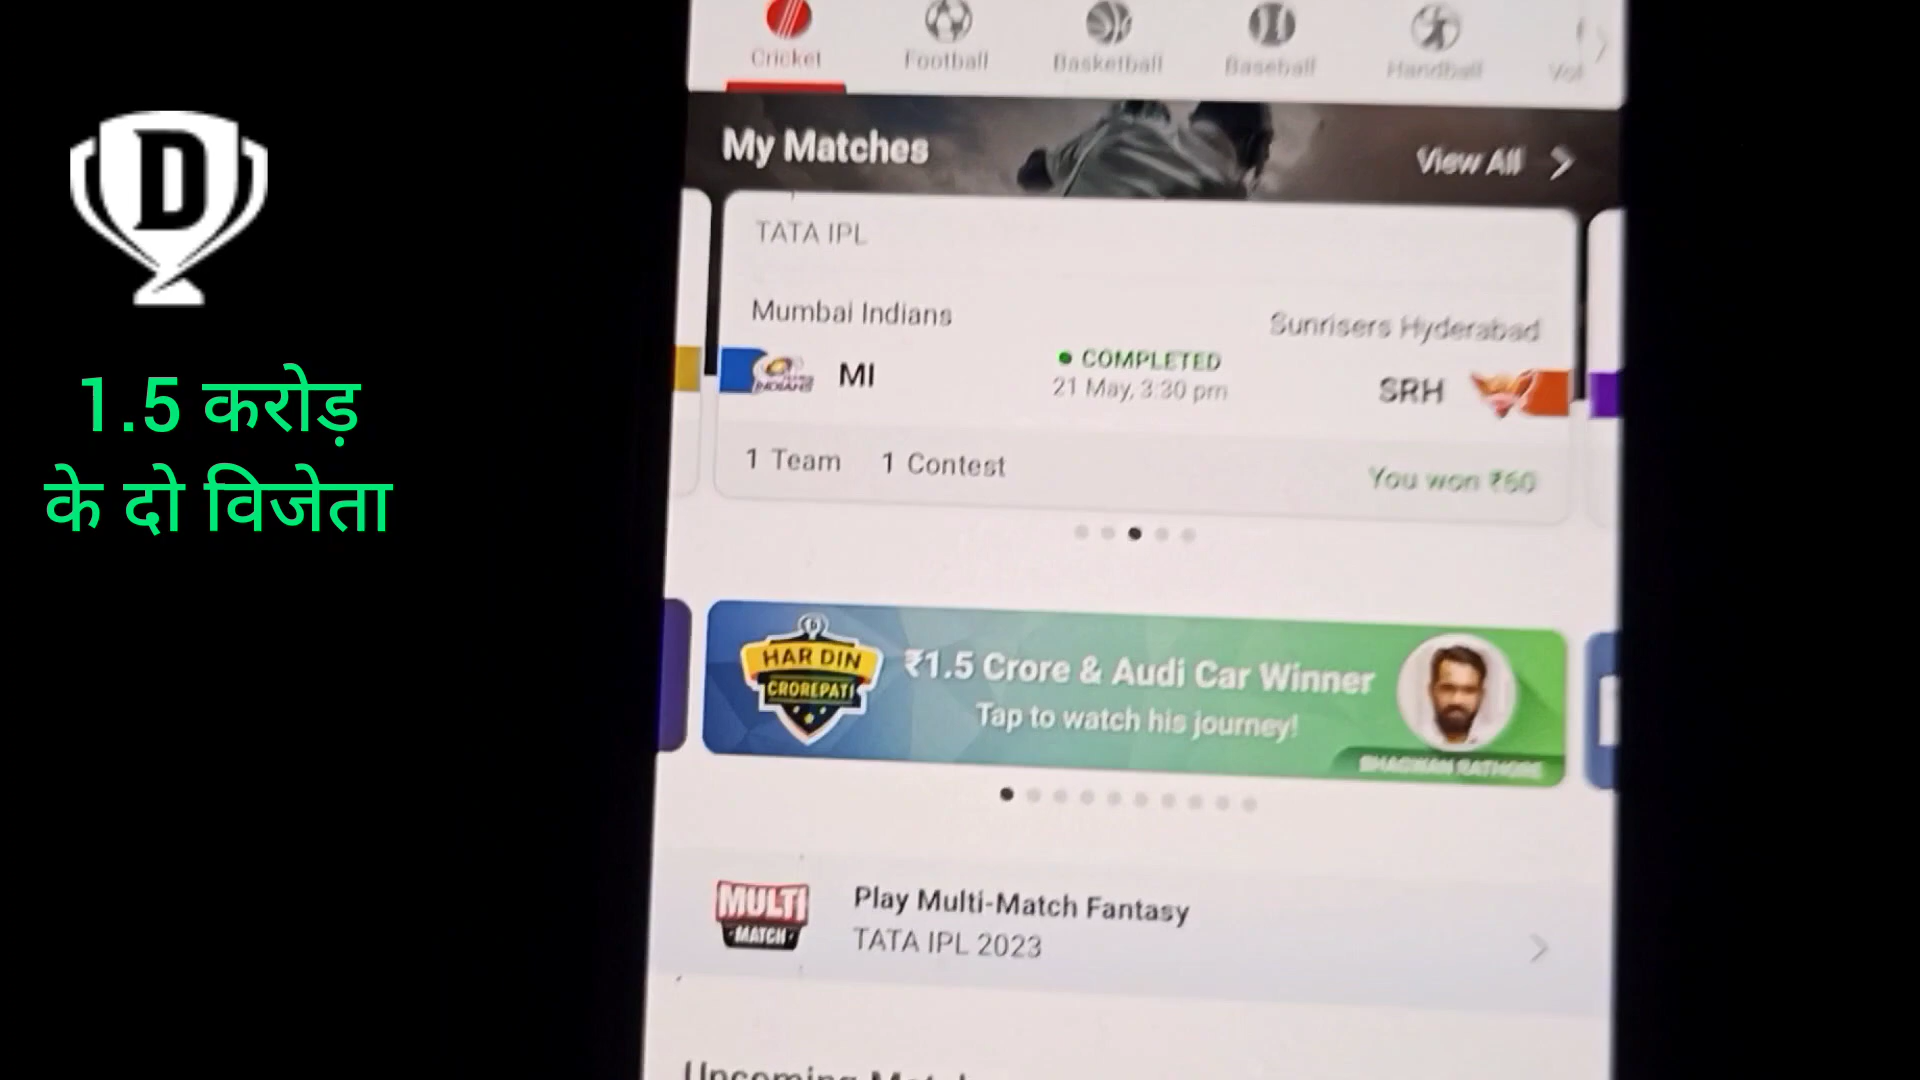 D
1.5 करोड़
के दो विजेता
Cricket
Football
Basketball
Baseball
Handball
My Matches
View All
TATA IPL
Mumbai Indians
Sunrisers Hyderabad
MI
COMPLETED
SRH
21 May, 3:30 pm
1 Team
1 Contest
You won ₹60
HAR DIN
CROREPATI
₹1.5 Crore & Audi Car Winner
Tap to watch his journey!
BHAGWAN RATHORE
MULTI
MATCH
Play Multi-Match Fantasy
TATA IPL 2023